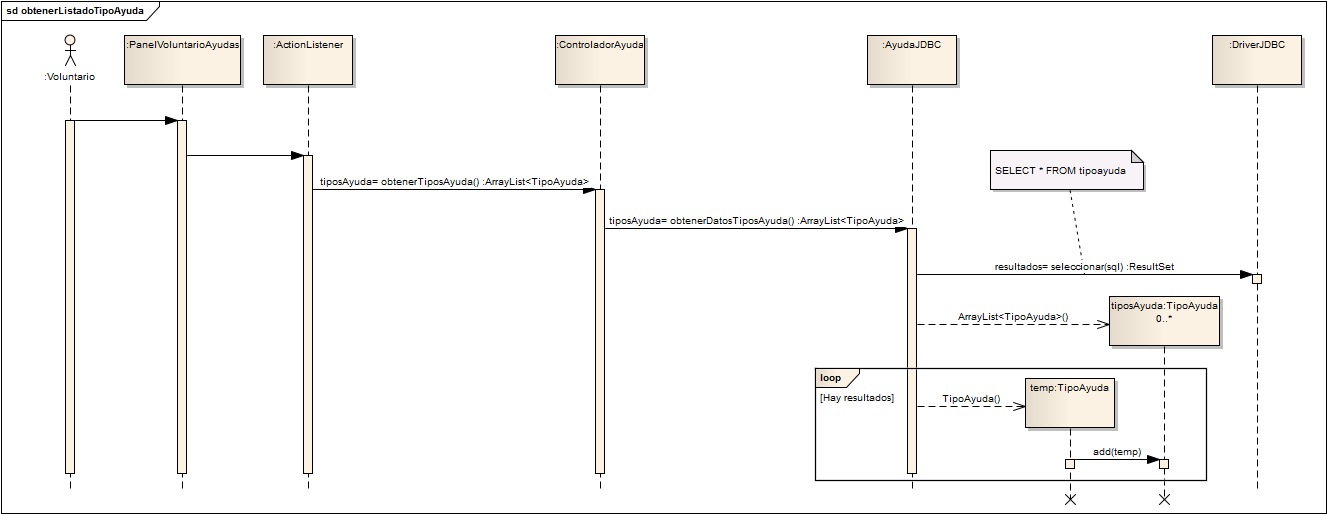 sd obtenerListadoTipoAyuda
:Voluntario
:PanelVoluntarioAyudas
:ActionListener
:ControladorAyuda
:AyudaJDBC
:DriverJDBC
tiposAyuda= obtenerTiposAyuda() :ArrayList<TipoAyuda>
SELECT * FROM tipoayuda
tiposAyuda= obtenerDatosTiposAyuda() :ArrayList<TipoAyuda>
resultados= seleccionar(sql) :ResultSet
ArrayList<TipoAyuda>()
tiposAyuda:TipoAyuda
0..*
loop
[Hay resultados]
TipoAyuda()
temp:TipoAyuda
add(temp)